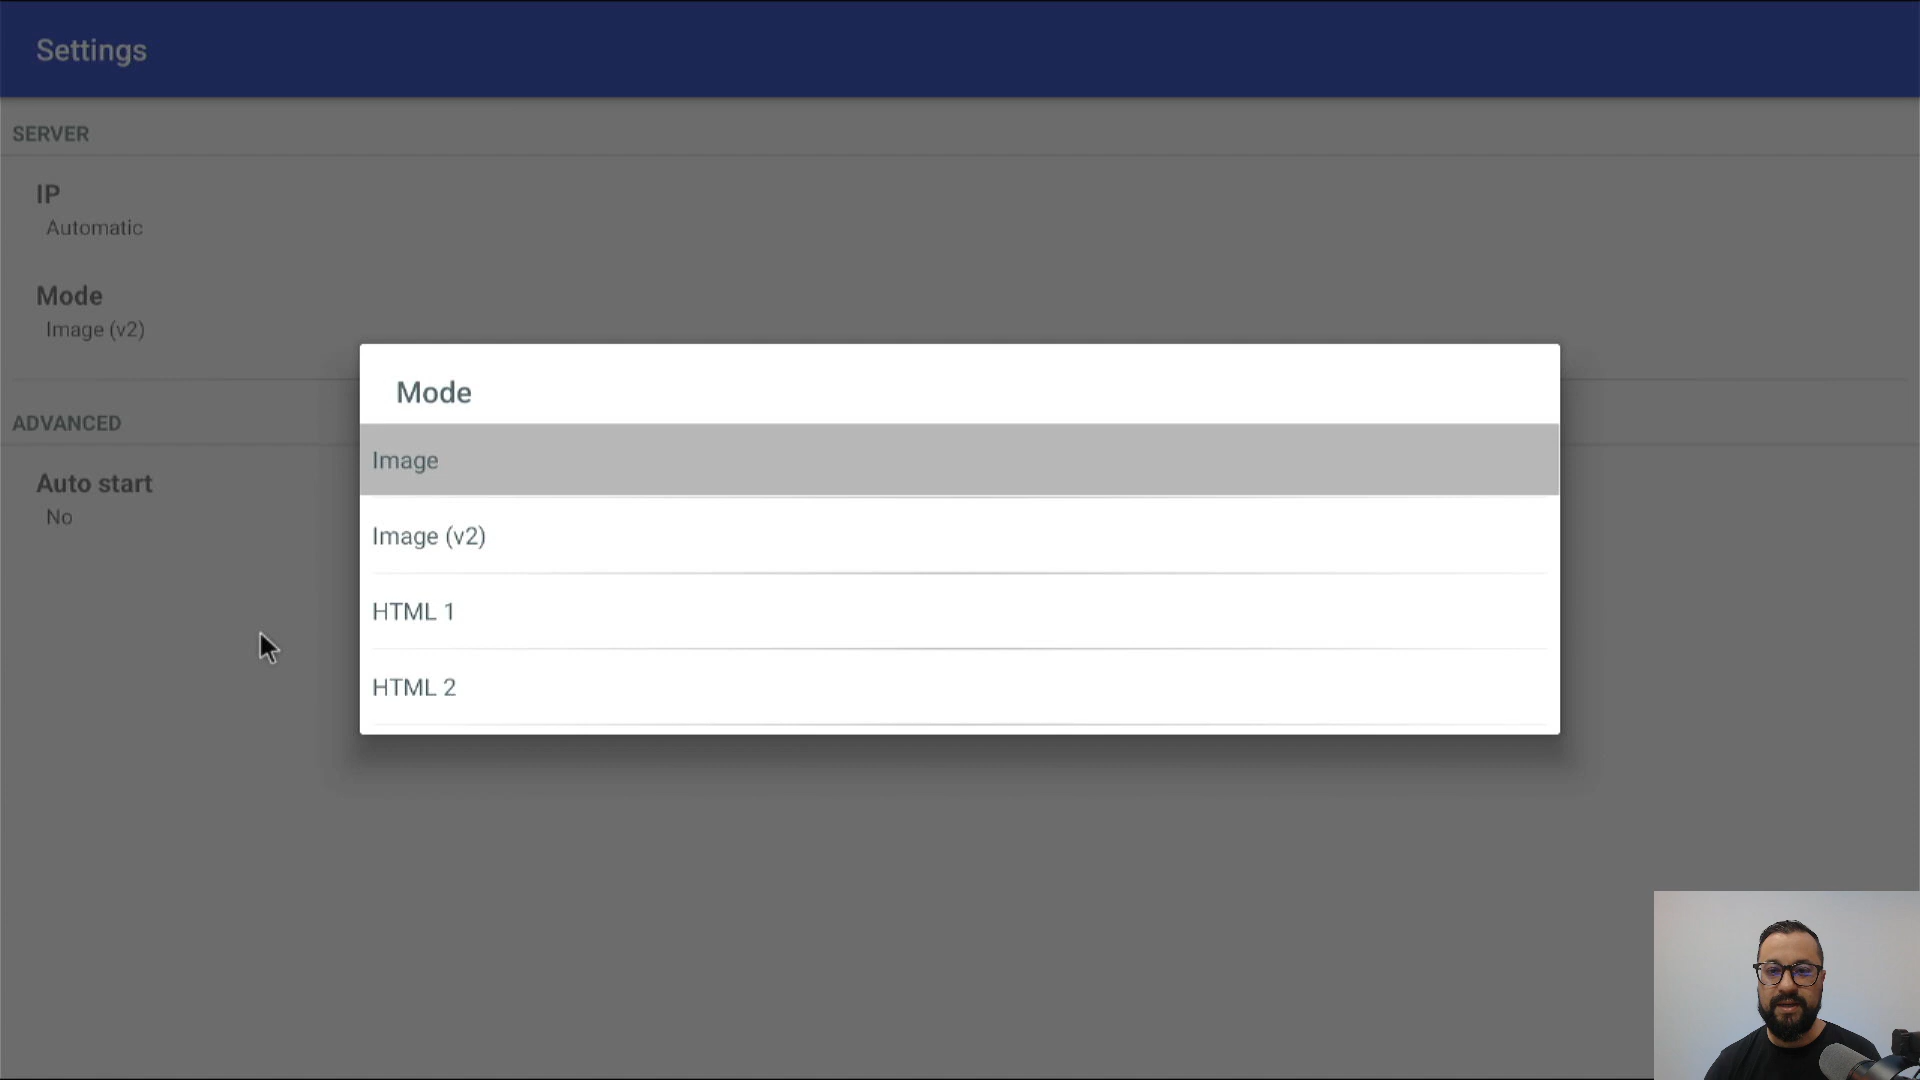 Settings
SERVER
IP
Automatic
Mode
Image (v2)
ADVANCED
Auto start
No
Mode
Image
Image (v2)
HTML 1
HTML 2